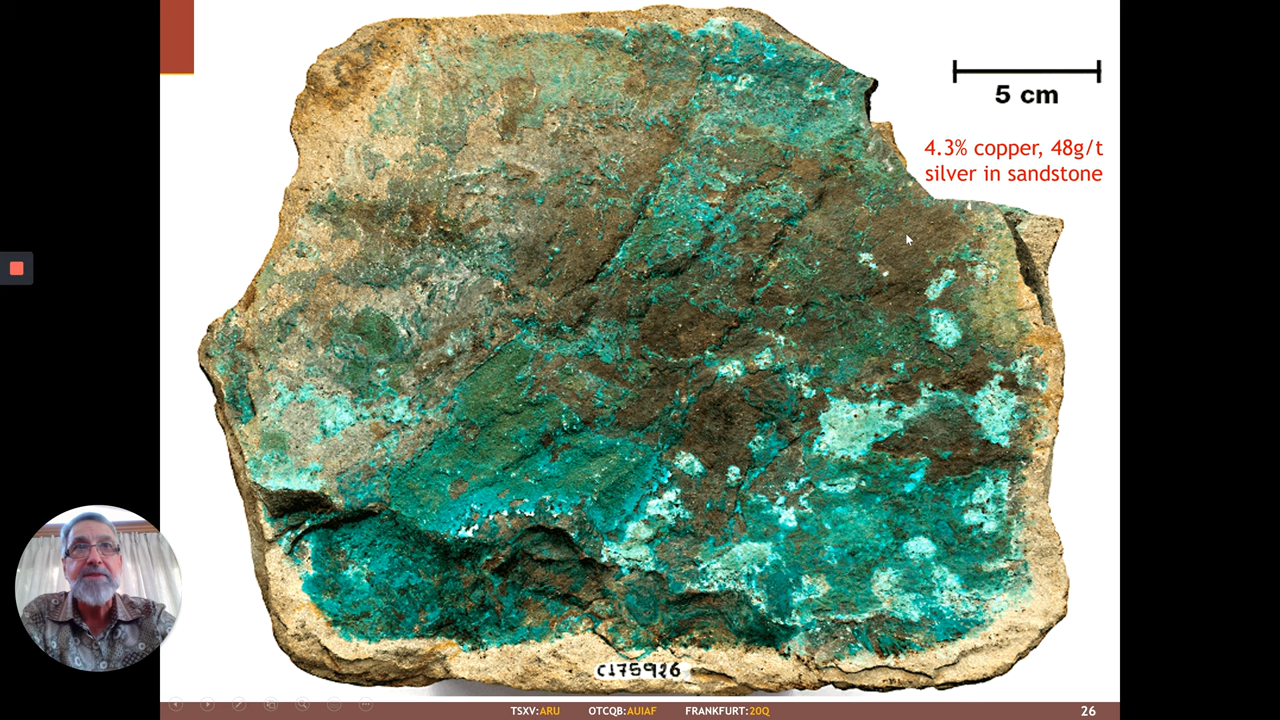 5 cm
4.3% copper, 48g/t
silver in sandstone
C175926
TSXV:ARU OTCQB:AUIAF FRANKFURT:20Q
26